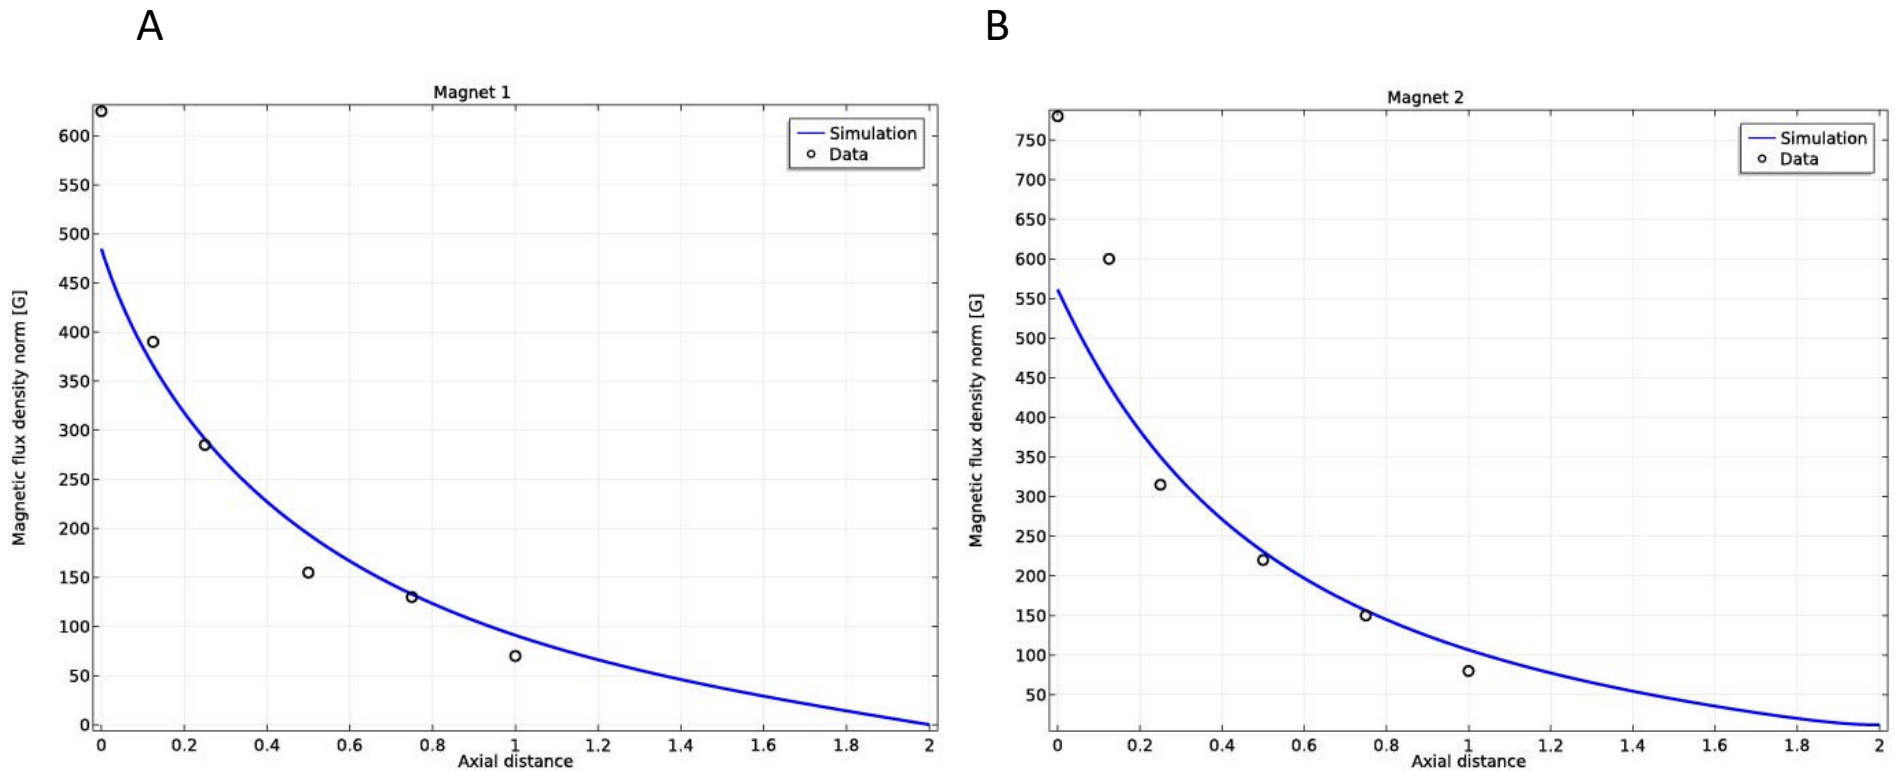 A
B
Magnet 1
Simulation
Data
600
550
500
450
400
350
300
250
200
150
100
50
0
Magnetic flux density norm [G]
0 0.2 0.4 0.6 0.8 1 1.2 1.4 1.6 1.8 2
Axial distance
Magnet 2
Simulation
Data
750
700
650
600
550
500
450
400
350
300
250
200
150
100
50
Magnetic flux density norm [G]
0 0.2 0.4 0.6 0.8 1 1.2 1.4 1.6 1.8 2
Axial distance